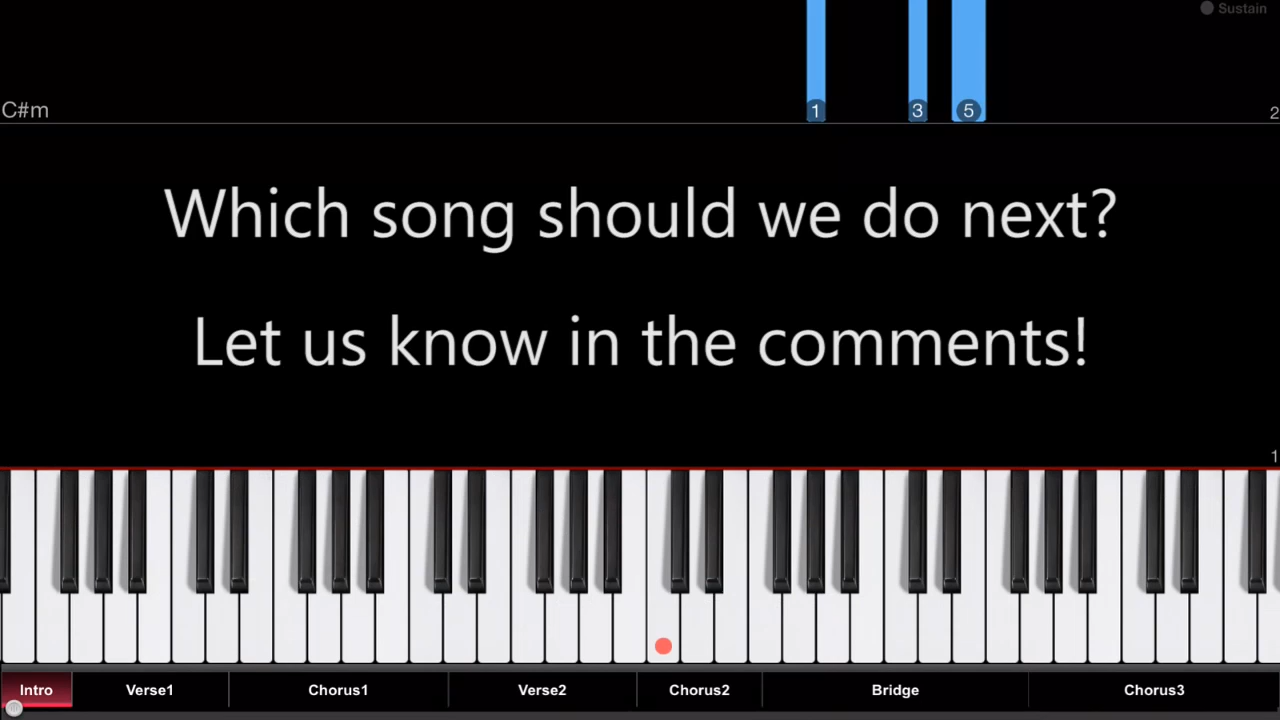 Sustain
C#m
1 3 5
2
Which song should we do next?
Let us know in the comments!
1
Intro Verse1 Chorus1 Verse2 Chorus2 Bridge Chorus3